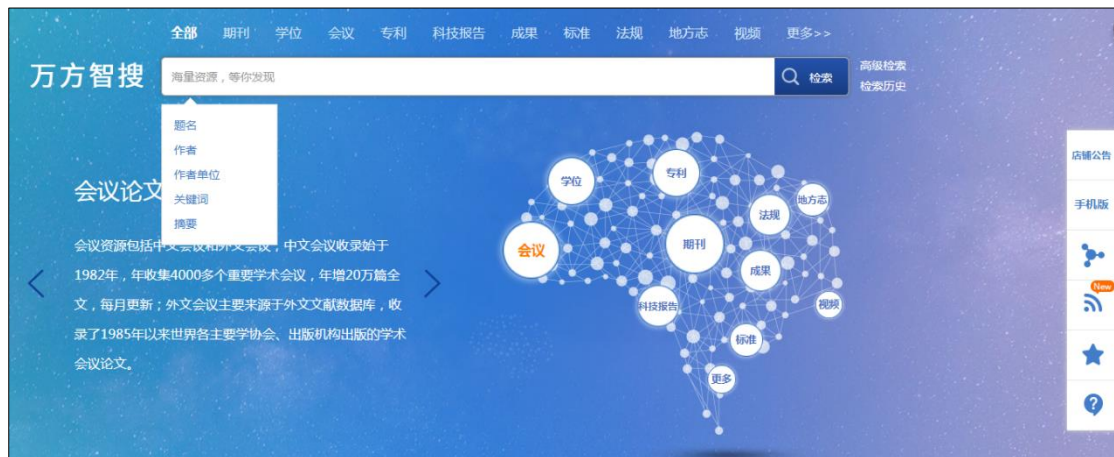 全部 期刊 学位 会议 专利 科技报告 成果 标准 法规 地方志 视频 更多>>
万方智搜
海量资源，等你发现
检索
高级检索
检索历史
题名
作者
作者单位
关键词
摘要
会议论文
会议资源包括中文会议和外文会议，中文会议收录始于
1982年，年收集4000多个重要学术会议，年增20万篇全
文，每月更新；外文会议主要来源于外文文献数据库，收
录了1985年以来世界各主要学协会、出版机构出版的学术
会议论文。
学位
专利
地方志
法规
会议
期刊
成果
科技报告
视频
标准
更多
店铺公告
手机版
New